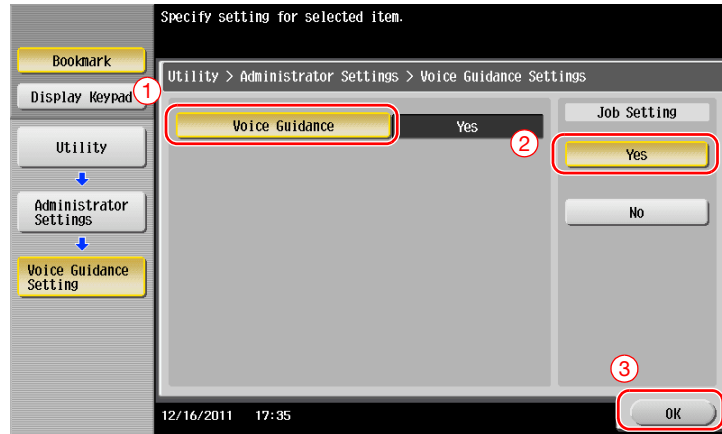 Specify setting for selected item.
Bookmark
Display Keypad
Utility
Administrator
Settings
Voice Guidance
Setting
Utility > Administrator Settings > Voice Guidance Settings
1
Voice Guidance
Yes
2
Job Setting
Yes
No
3
12/16/2011 17:35
OK